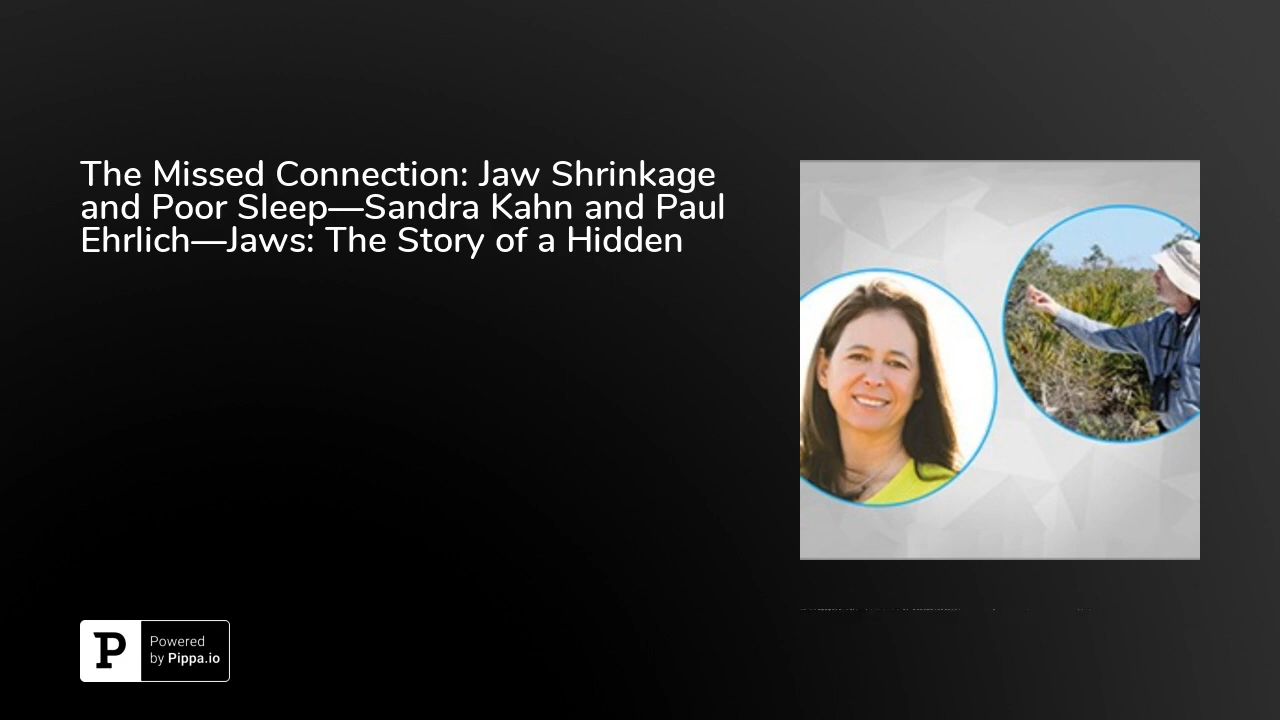 The Missed Connection: Jaw Shrinkage
and Poor Sleep—Sandra Kahn and Paul
Ehrlich—Jaws: The Story of a Hidden
P
Powered
by Pippa.io